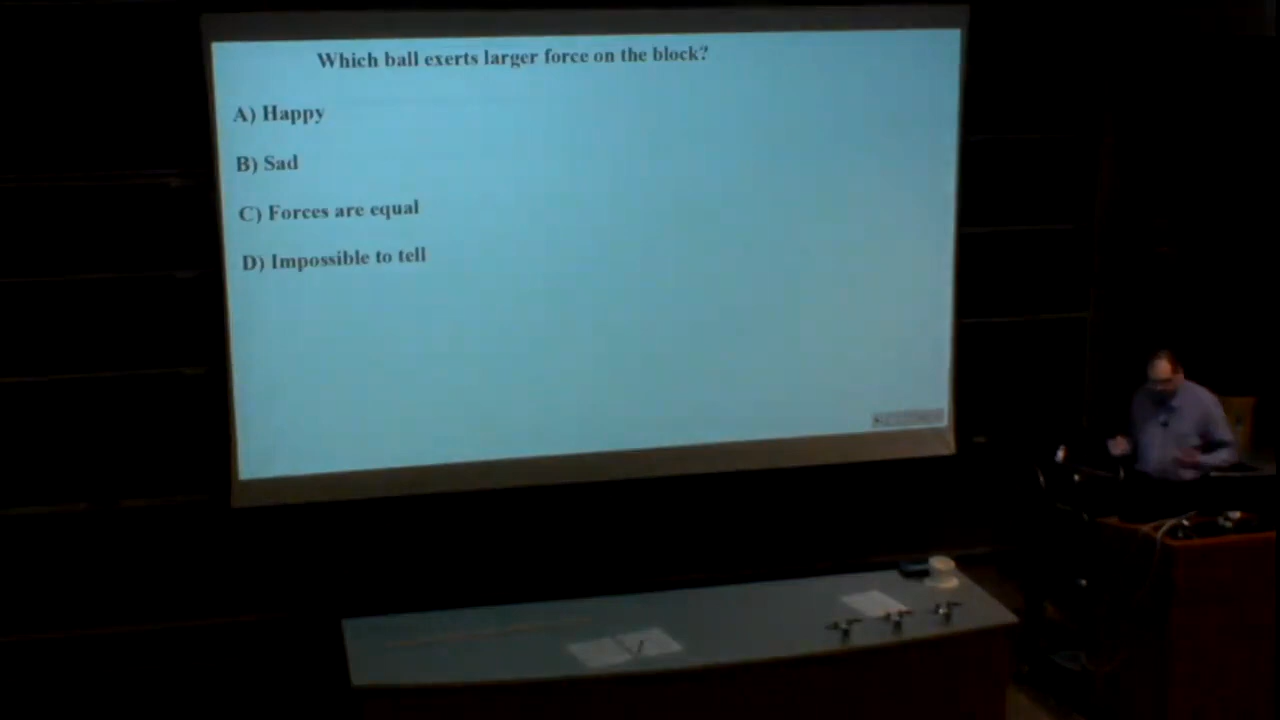 Which ball exerts larger force on the block?
A) Happy
B) Sad
C) Forces are equal
D) Impossible to tell